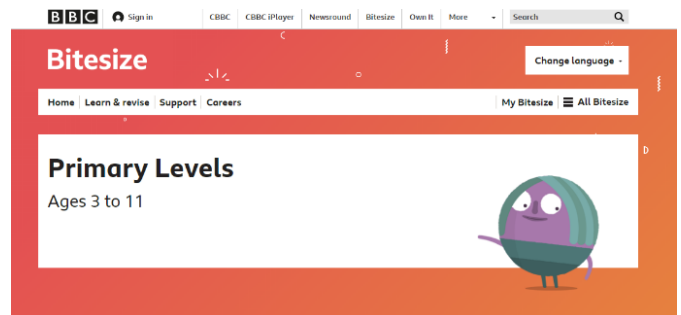 BBC Sign in CBBC CBBC iPlayer Newsround Bitesize Own It More Search
Bitesize
Change language
Home Learn & revise Support Careers My Bitesize All Bitesize
Primary Levels
Ages 3 to 11